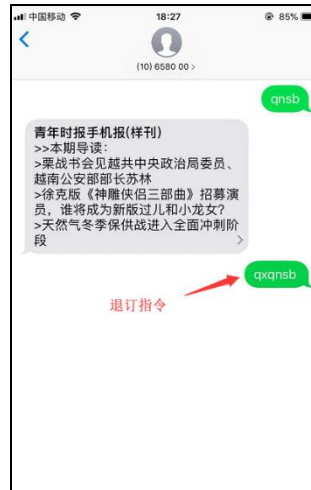 中国移动 18:27 85%
(10) 6580 00 >
qnsb
青年时报手机报(样刊)
>>本期导读：
>栗战书会见越共中央政治局委员、
越南公安部部长苏林
>徐克版《神雕侠侣三部曲》招募演
员，谁将成为新版过儿和小龙女？
>天然气冬季保供战进入全面冲刺阶
段
qxqnsb
退订指令